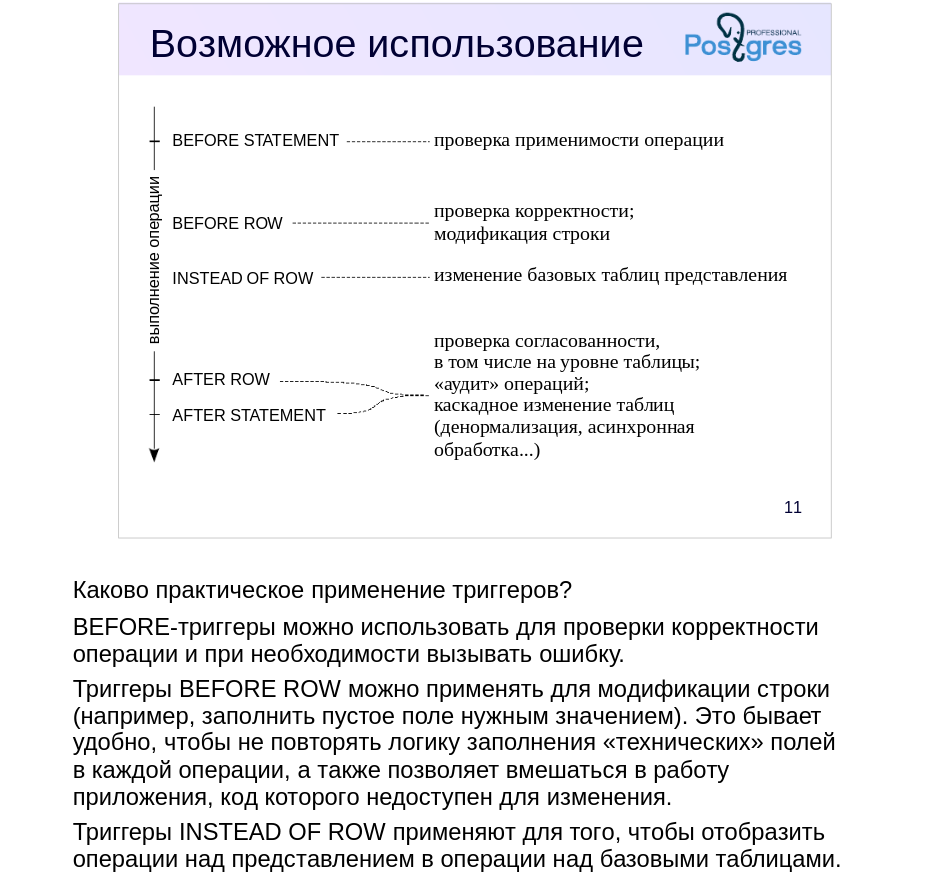 Возможное использование
PROFESSIONAL
Postgres
BEFORE STATEMENT
проверка применимости операции
выполнение операции
BEFORE ROW
проверка корректности;
модификация строки
INSTEAD OF ROW
изменение базовых таблиц представления
AFTER ROW
AFTER STATEMENT
проверка согласованности,
в том числе на уровне таблицы;
«аудит» операций;
каскадное изменение таблиц
(денормализация, асинхронная
обработка...)
11
Каково практическое применение триггеров?
BEFORE-триггеры можно использовать для проверки корректности
операции и при необходимости вызывать ошибку.
Триггеры BEFORE ROW можно применять для модификации строки
(например, заполнить пустое поле нужным значением). Это бывает
удобно, чтобы не повторять логику заполнения «технических» полей
в каждой операции, а также позволяет вмешаться в работу
приложения, код которого недоступен для изменения.
Триггеры INSTEAD OF ROW применяют для того, чтобы отобразить
операции над представлением в операции над базовыми таблицами.